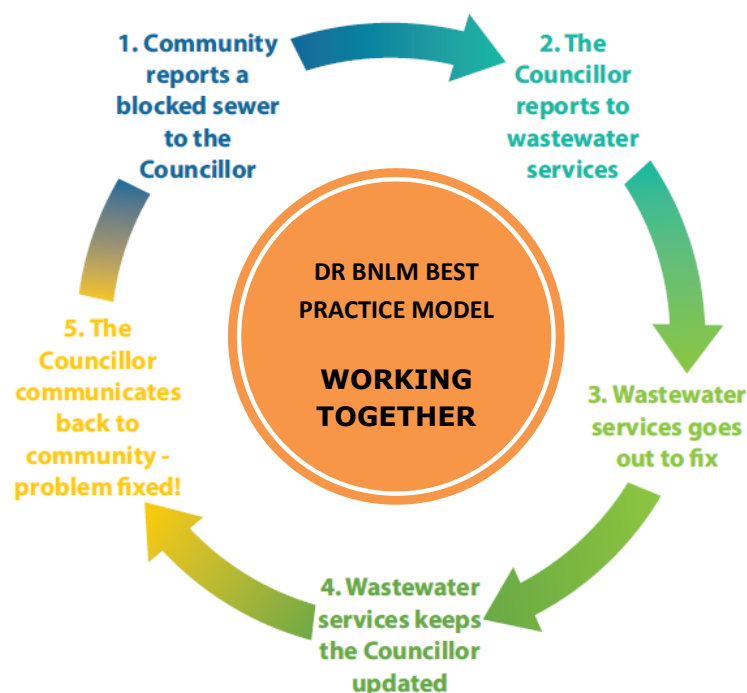 1. Community
reports a
blocked sewer
to the
Councillor
2. The
Councillor
reports to
wastewater
services
3. Wastewater
services goes
out to fix
4. Wastewater
services keeps
the Councillor
updated
5. The
Councillor
communicates
back to
community -
problem fixed!
DR BNLM BEST
PRACTICE MODEL
WORKING
TOGETHER